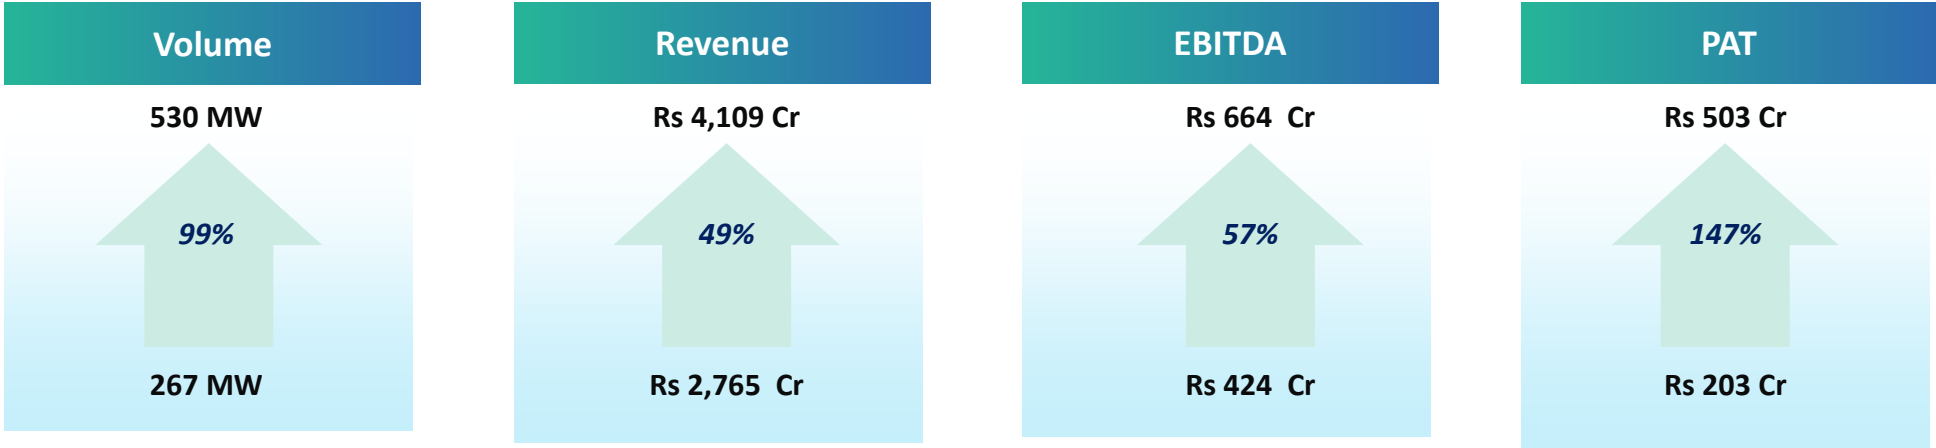 Volume
530 MW
99%
267 MW
Revenue
Rs 4,109 Cr
49%
Rs 2,765 Cr
EBITDA
Rs 664 Cr
57%
Rs 424 Cr
PAT
Rs 503 Cr
147%
Rs 203 Cr